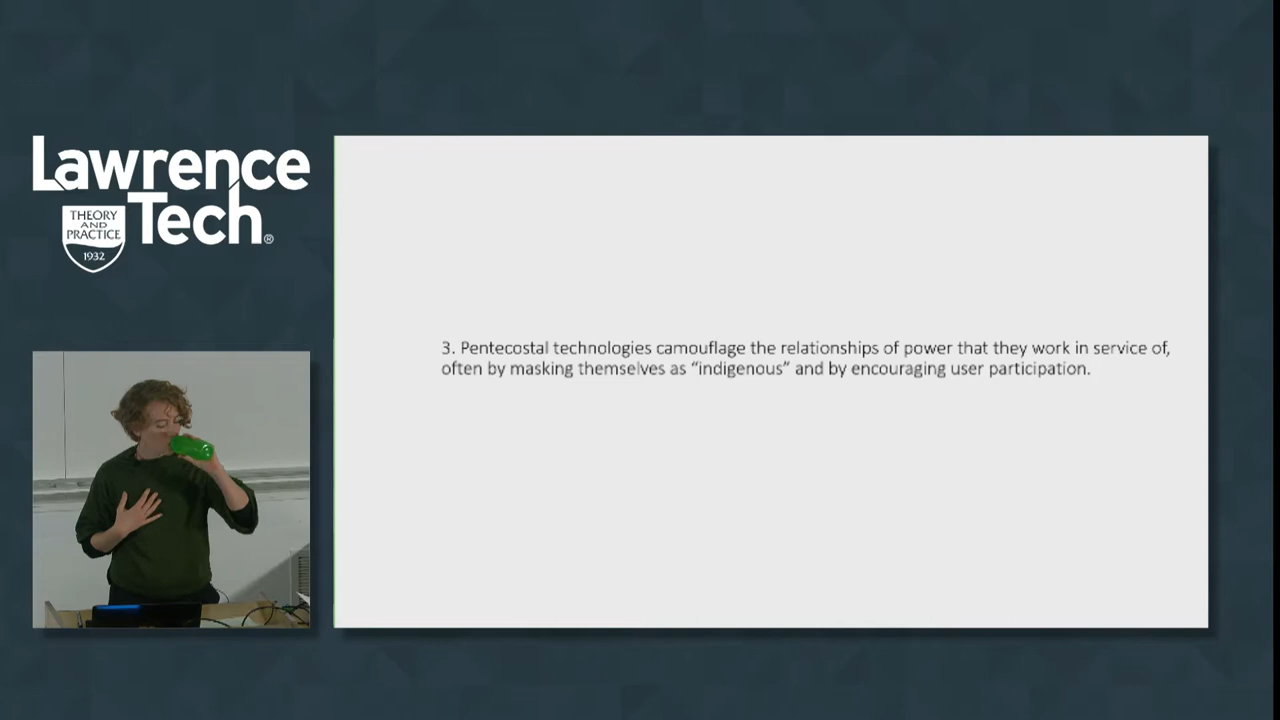 Lawrence
Tech®
THEORY
AND
PRACTICE
1932
3. Pentecostal technologies camouflage the relationships of power that they work in service of,
often by masking themselves as “indigenous” and by encouraging user participation.